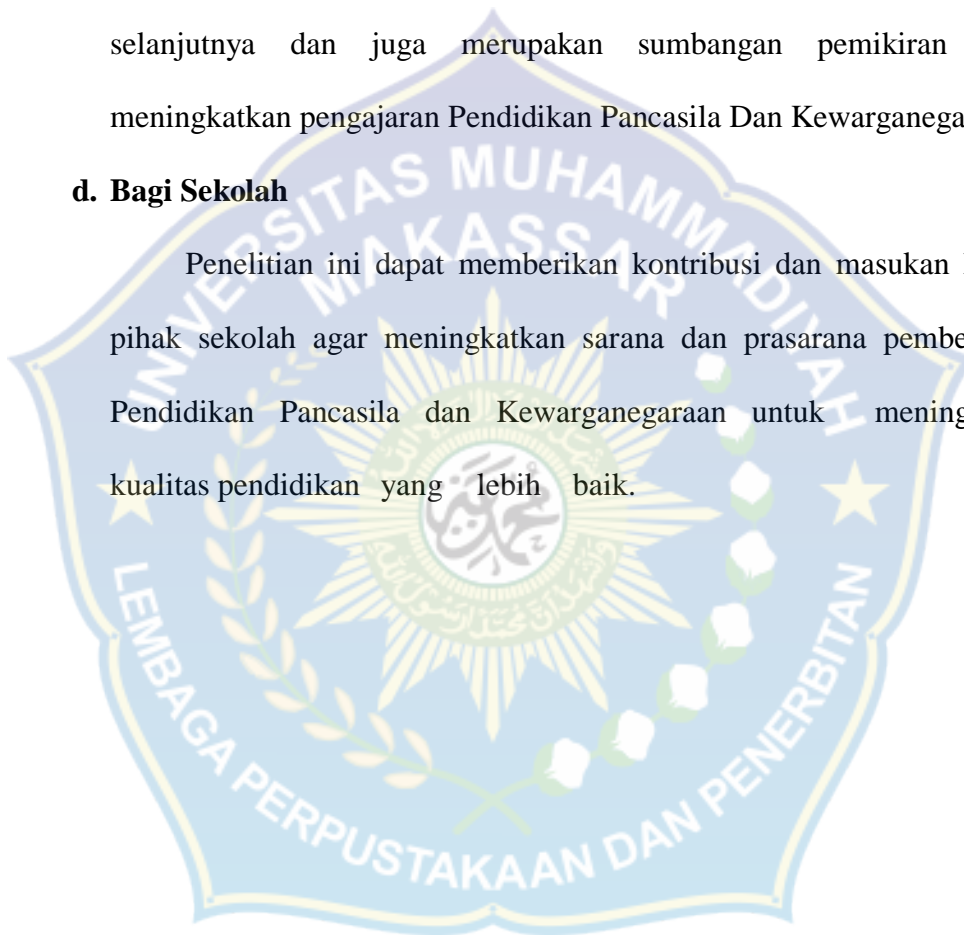 selanjutnya dan juga merupakan sumbangan pemikiran
meningkatkan pengajaran Pendidikan Pancasila Dan Kewarganega
d. Bagi Sekolah
Penelitian ini dapat memberikan kontribusi dan masukan
pihak sekolah agar meningkatkan sarana dan prasarana pembe
Pendidikan Pancasila dan Kewarganegaraan untuk mening
kualitas pendidikan yang lebih baik.
UNIVERSITAS MUHAMMADIYAH
MAKASSAR
LEMBAGA PERPUSTAKAAN DAN PENERBITAN